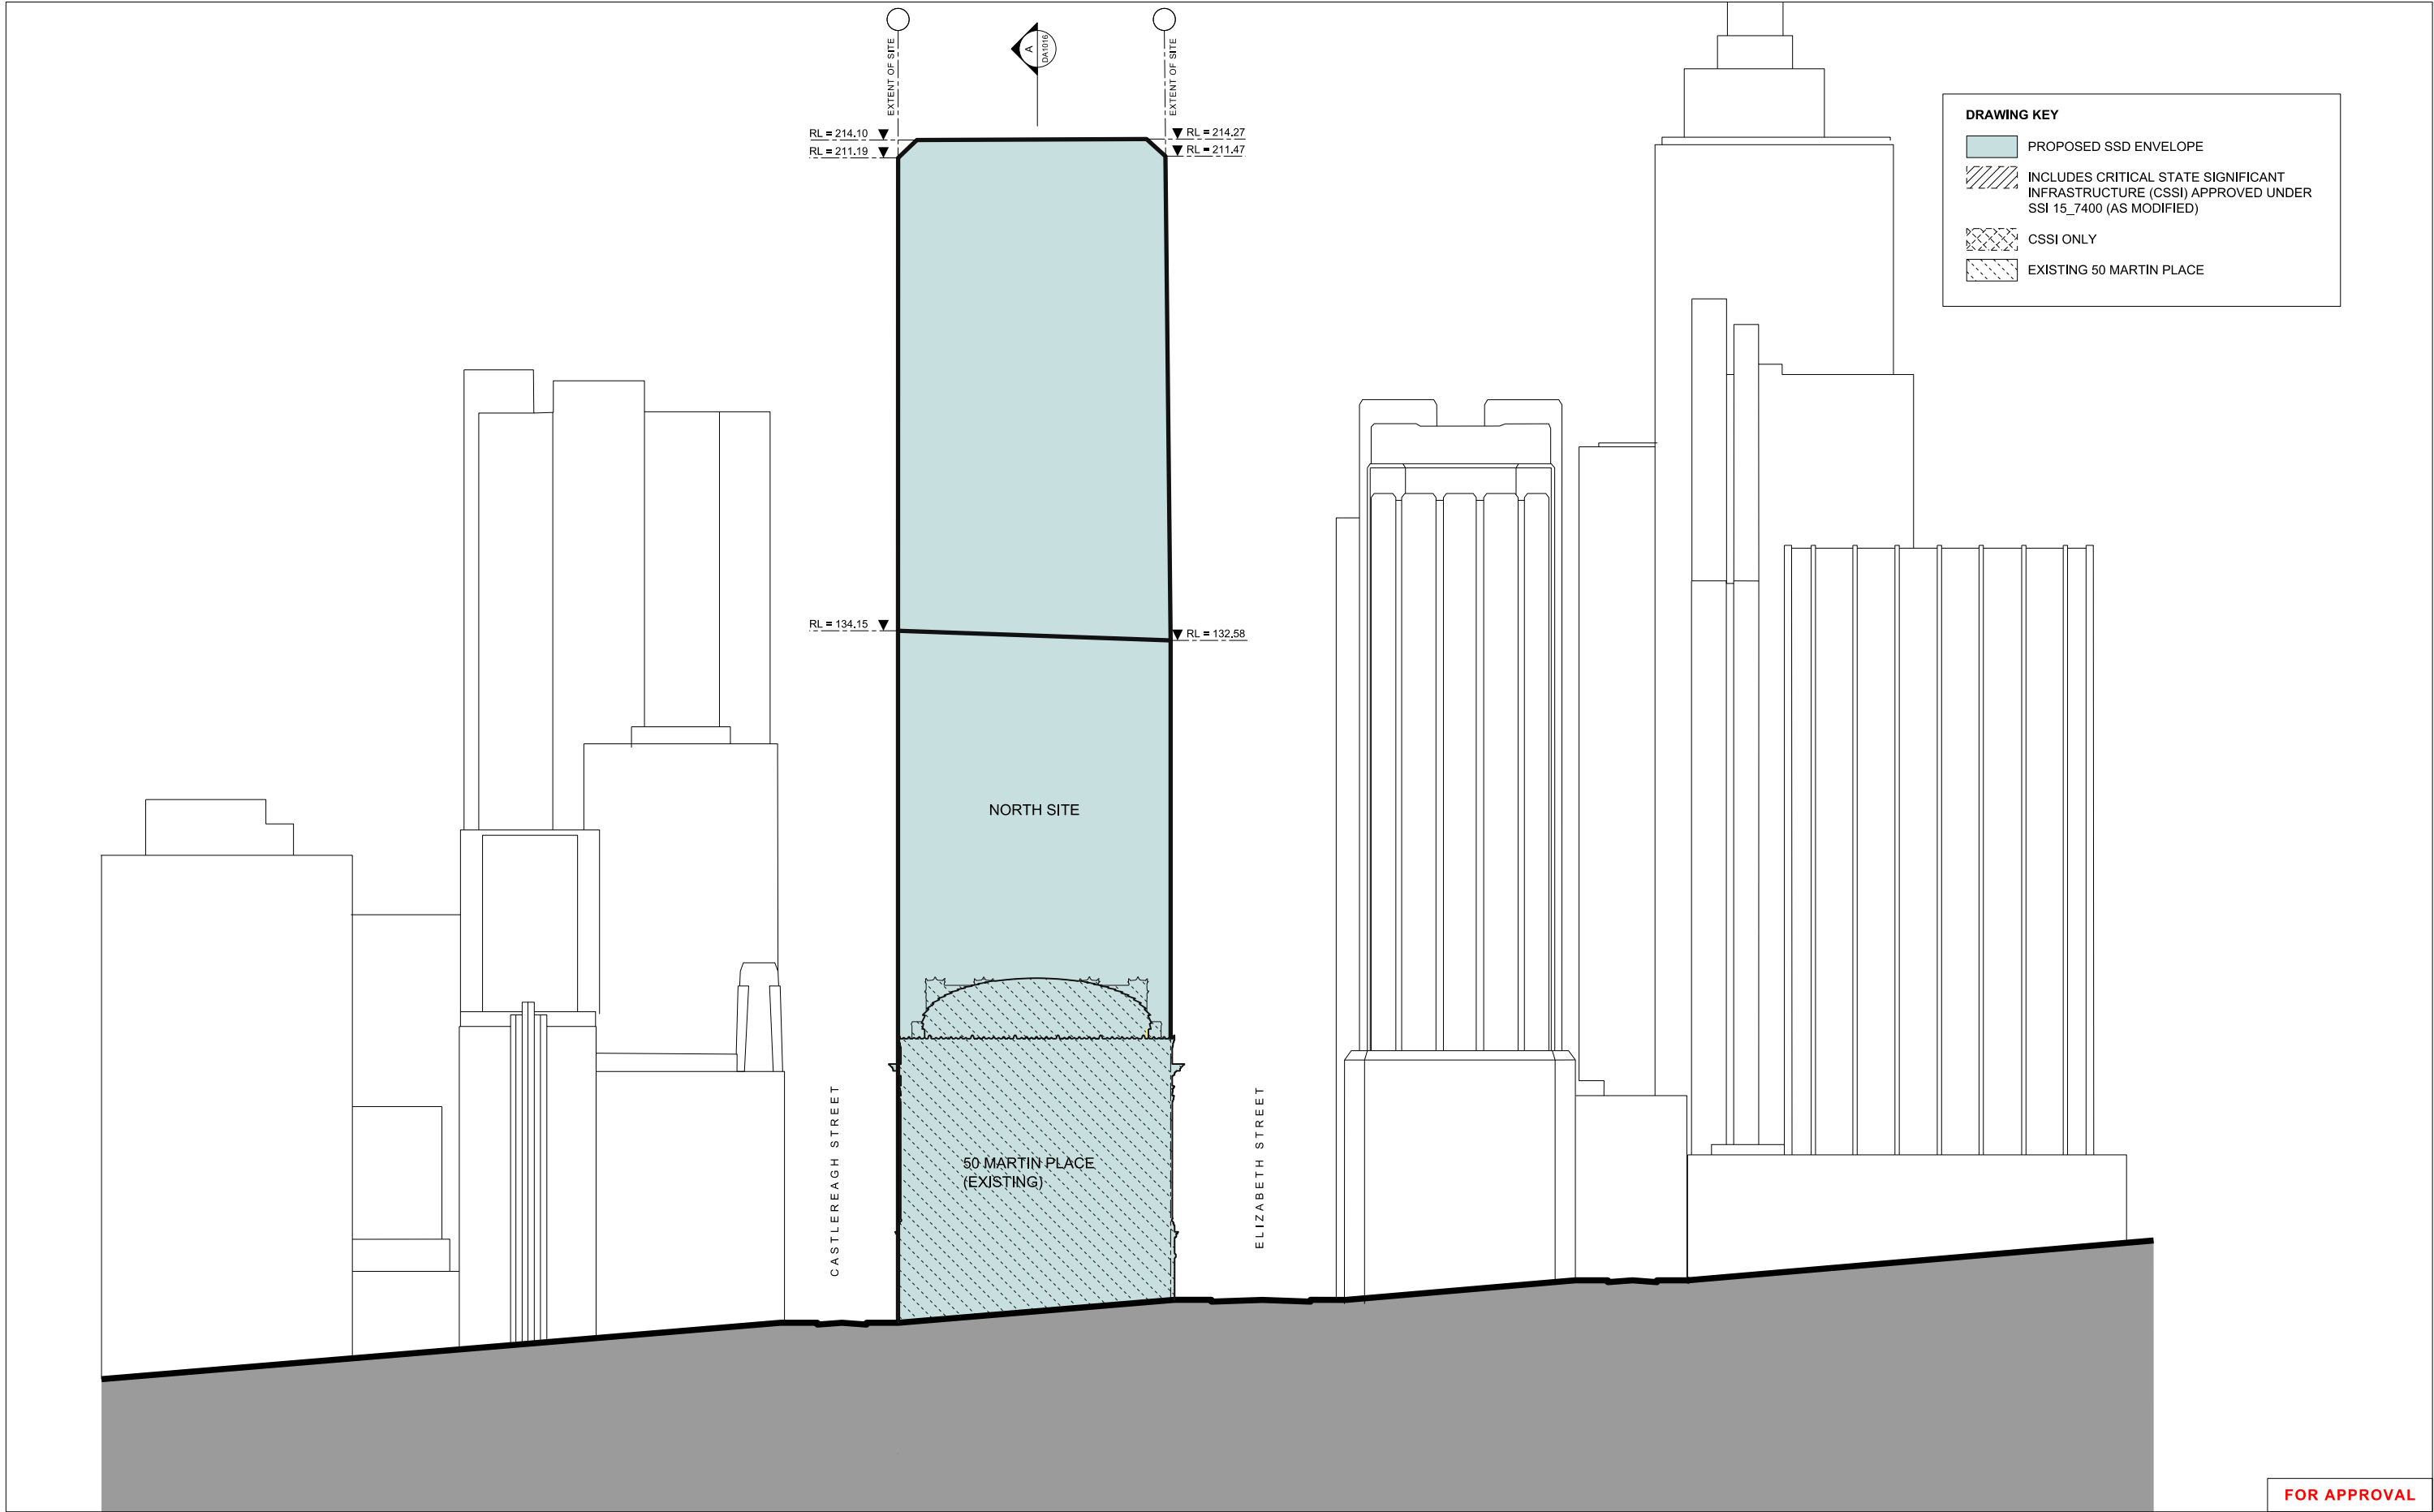 EXTENT OF SITE
A
DA1016
EXTENT OF SITE
RL = 214.10
RL = 211.19
RL = 214.27
RL = 211.47
DRAWING KEY
PROPOSED SSD ENVELOPE
INCLUDES CRITICAL STATE SIGNIFICANT
INFRASTRUCTURE (CSSI) APPROVED UNDER
SSI 15_7400 (AS MODIFIED)
CSSI ONLY
EXISTING 50 MARTIN PLACE
RL = 134.15
RL = 132.58
NORTH SITE
CASTLEREAGH STREET
50 MARTIN PLACE
(EXISTING)
ELIZABETH STREET
FOR APPROVAL